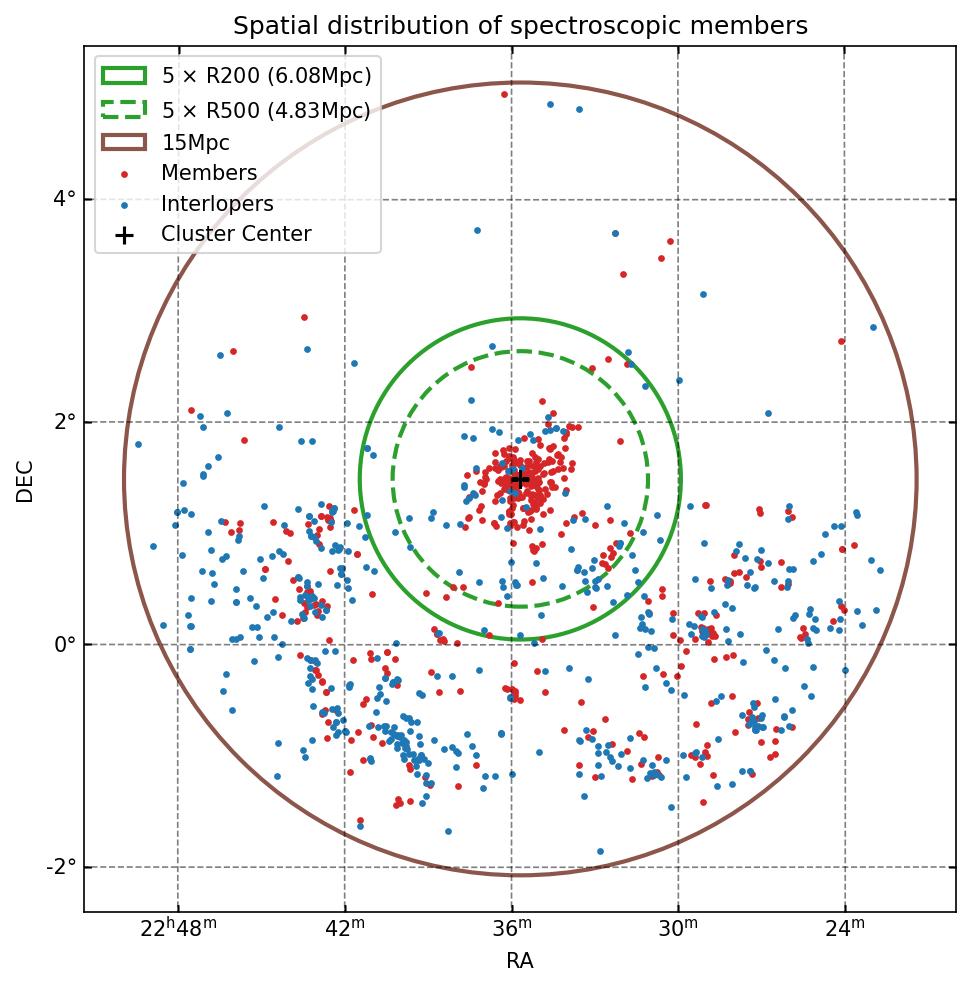 Spatial distribution of spectroscopic members
5 × R200 (6.08Mpc)
5 × R500 (4.83Mpc)
15Mpc
Members
Interlopers
Cluster Center
4°
2°
0°
-2°
DEC
22ʰ48ᵐ 42ᵐ 36ᵐ 30ᵐ 24ᵐ
RA